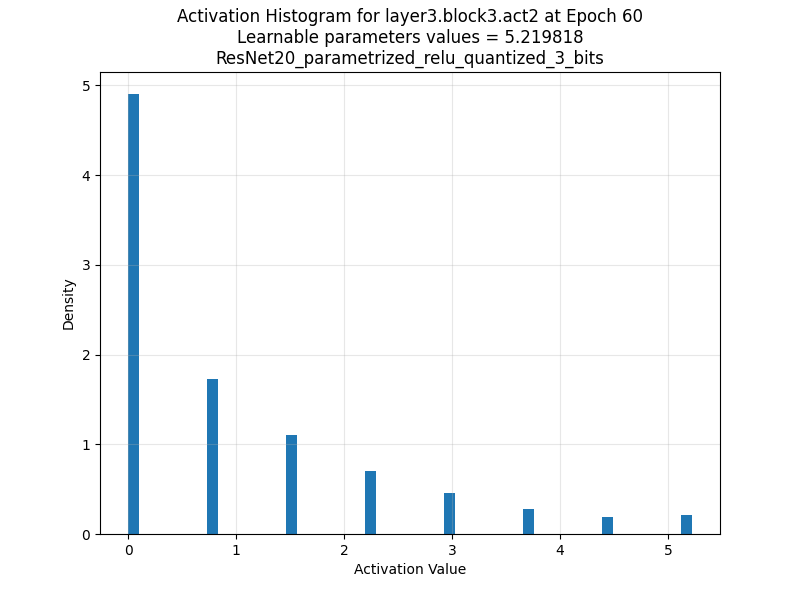 Activation Histogram for layer3.block3.act2 at Epoch 60
Learnable parameters values = 5.219818
ResNet20_parametrized_relu_quantized_3_bits
5
4
3
2
1
0
Density
0 1 2 3 4 5
Activation Value